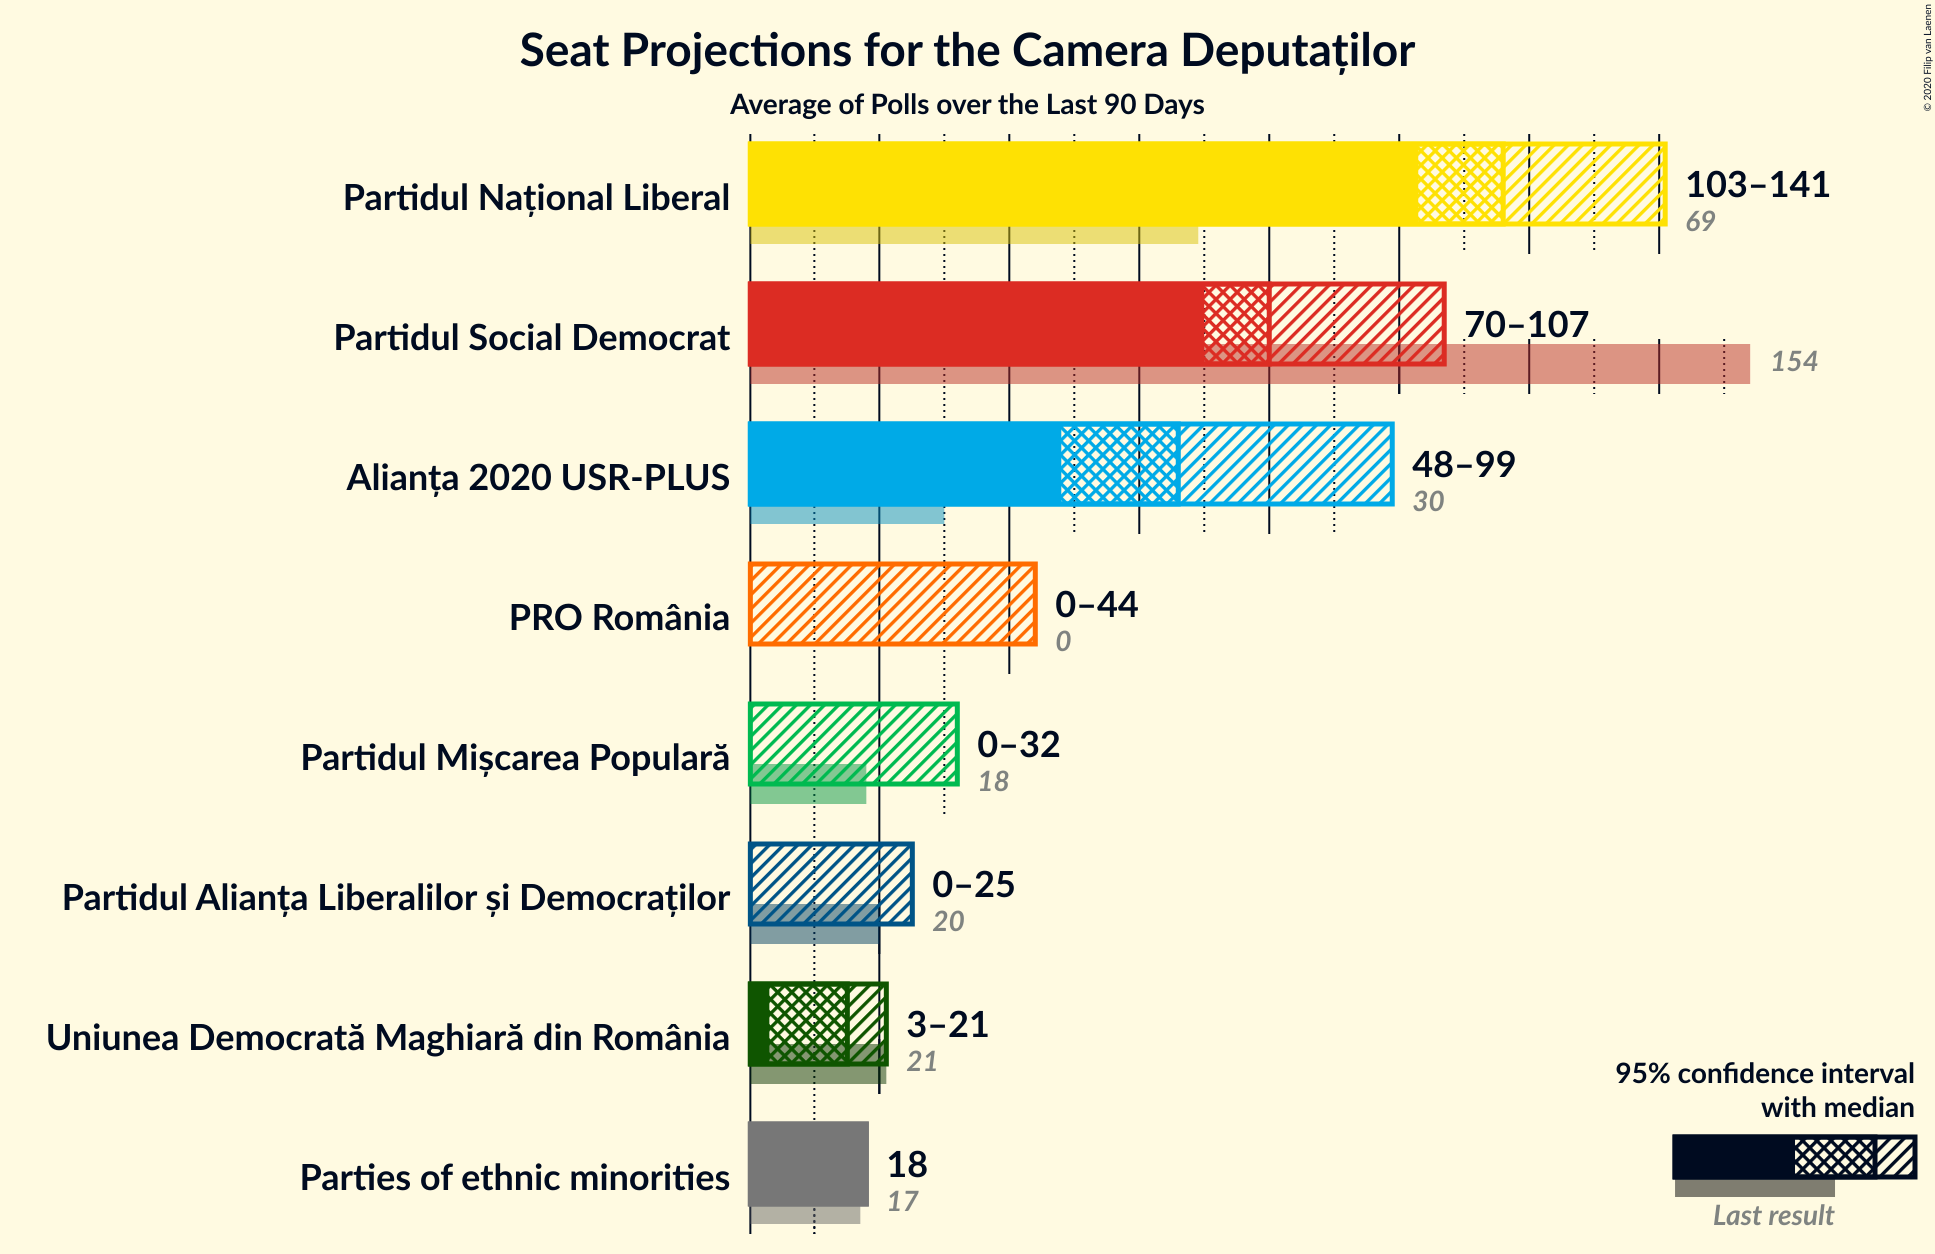 Seat Projections for the Camera Deputaților
Average of Polls over the Last 90 Days
© 2020 Filip van Laenen
Partidul Național Liberal
103–141
69
Partidul Social Democrat
70–107
154
Alianța 2020 USR-PLUS
48–99
30
PRO România
0–44
0
Partidul Mișcarea Populară
0–32
18
Partidul Alianța Liberalilor și Democraților
0–25
20
Uniunea Democrată Maghiară din România
3–21
21
Parties of ethnic minorities
18
17
95% confidence interval
with median
Last result